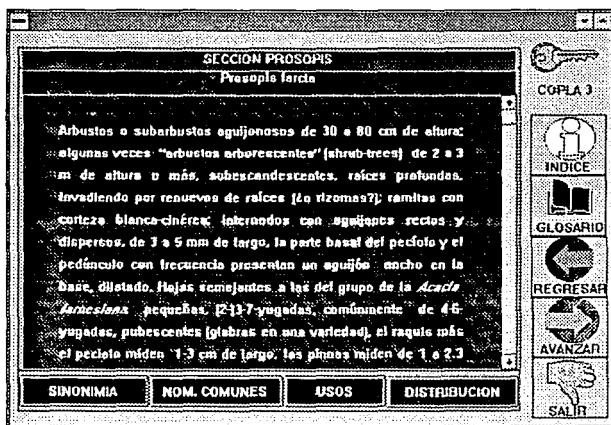 SECCION PROSOPIS
Prosopis farcta
Arbustos o subarbustos aguijonosos de 30 a 80 cm de altura;
algunas veces "arbustos arborescentes" (shrub-trees) de 2 a 3
m de altura o más, subescandescentes, raíces profundas,
invadiendo por renuevos de raíces (¿o rizomas?); ramitas con
corteza blanca-cinérea; internodos con aguijones rectos y
dispersos, de 3 a 5 mm de largo, la parte basal del pecíolo y el
pedúnculo con frecuencia presentan un aguijón ancho en la
base, dilatado. Hojas semejantes a las del grupo de la Acacia
farnesiana pequeñas, (2-)3-7-yugadas, comúnmente de 4-6-
yugadas, pubescentes (glabras en una variedad), el raquis más
el pecíolo miden 1-3 cm de largo, las pinnas miden de 1 a 2.3
SINONIMIA
NOM. COMUNES
USOS
DISTRIBUCION
COPLA 3
INDICE
GLOSARIO
REGRESAR
AVANZAR
SALIR